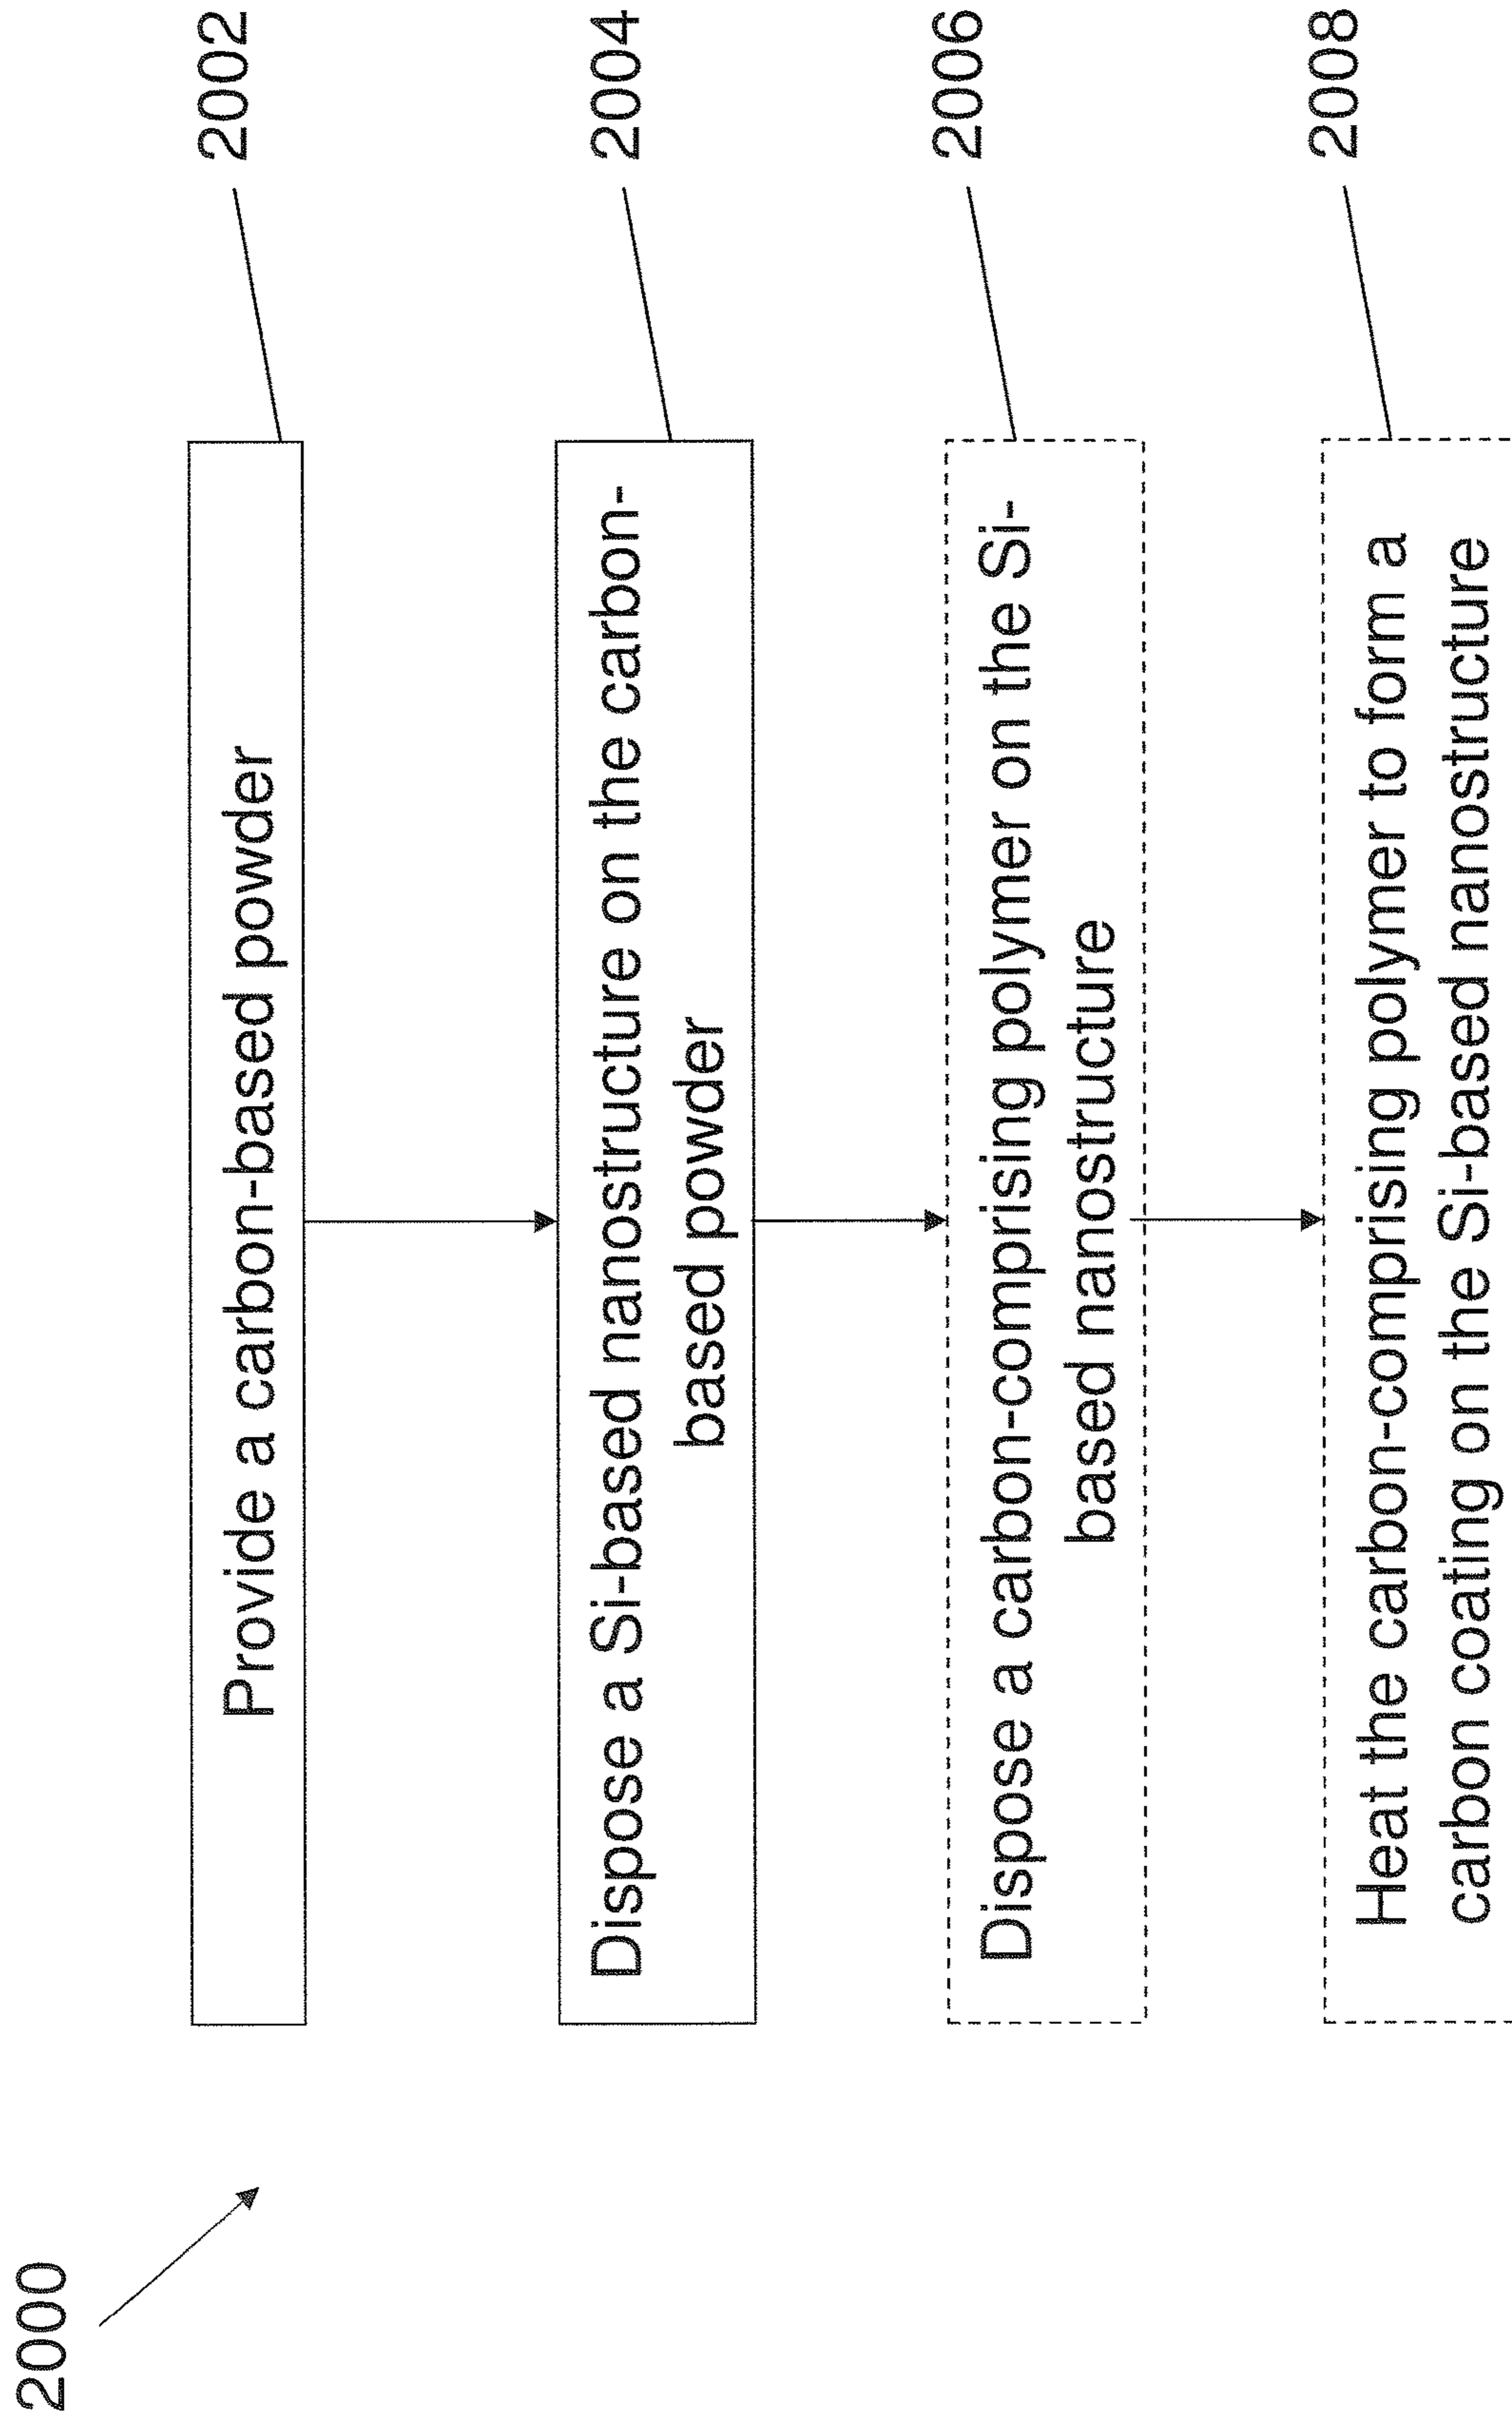 2000
Provide a carbon-based powder
2002
Dispose a Si-based nanostructure on the carbon-
based powder
2004
Dispose a carbon-comprising polymer on the Si-
based nanostructure
2006
Heat the carbon-comprising polymer to form a
carbon coating on the Si-based nanostructure
2008